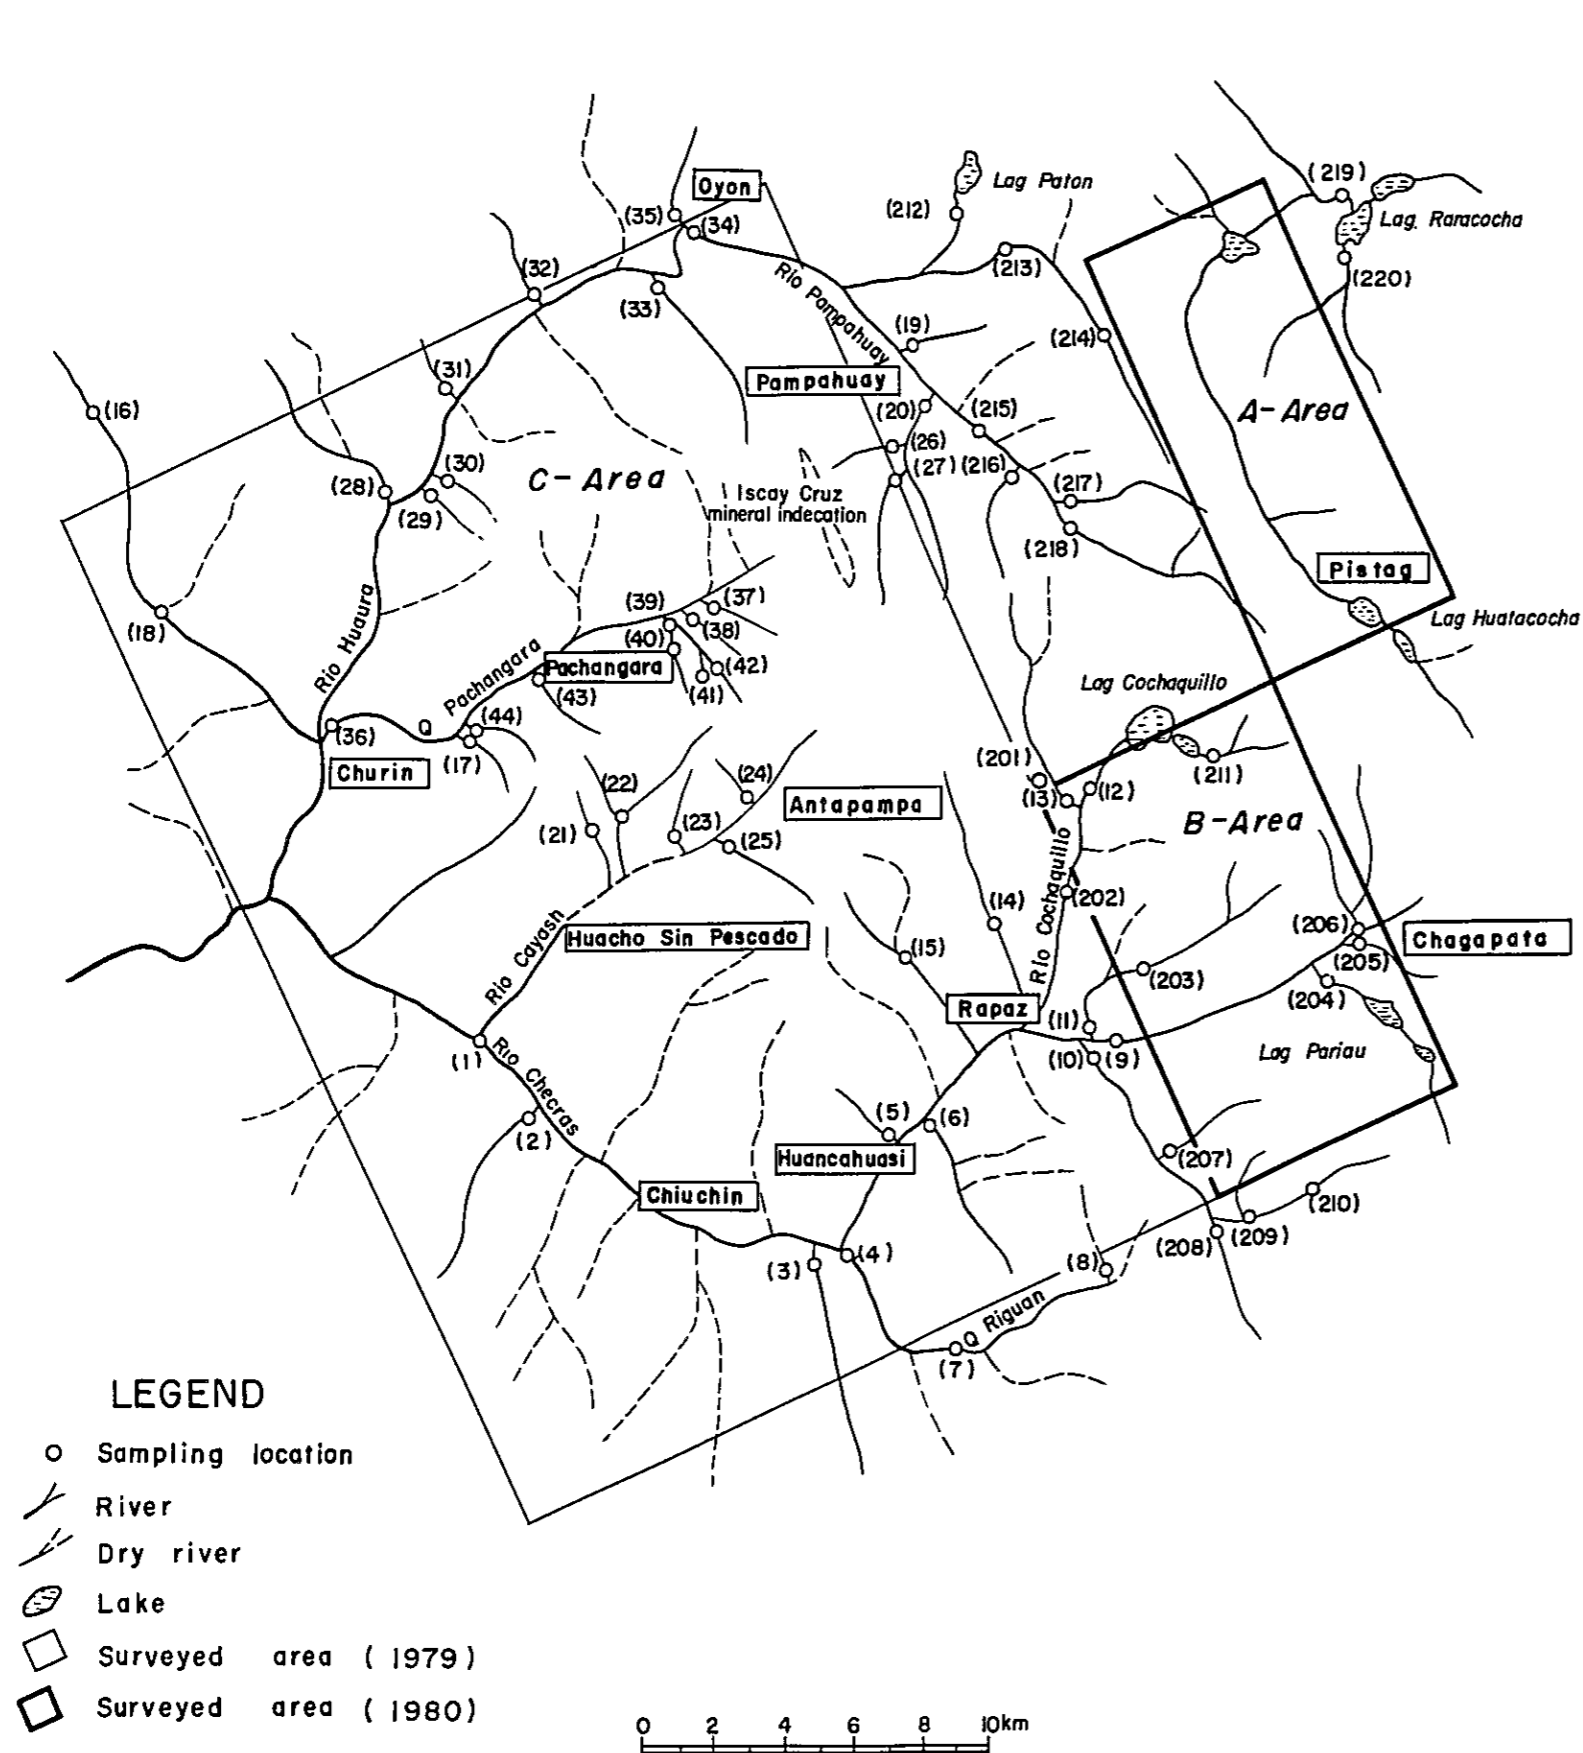 (219)
Oyon
Lag Paton
(212)
(35)
(34)
Lag. Raracocha
(32)
(213)
(220)
Rio Pampahuay
(33)
(19)
(214)
(31)
Pampahuay
(16)
(20)
(215)
A-Area
(26)
(30)
(27)
(216)
C-Area
(28)
(217)
Iscay Cruz
mineral indecation
(29)
(218)
Pistag
(39)
(37)
Rio Huaura
(18)
(40)
(38)
Lag Huatacocha
Pachangara
(42)
Q Pachangara
(43)
(41)
Lag Cochaquillo
(44)
(36)
(17)
(201)
(211)
Churin
(24)
(22)
(13)
(12)
Antapampa
(21)
(23)
(25)
B-Area
Rio Cochaquillo
(14)
(202)
(206)
Huacho Sin Pescado
Chagapata
Rio Cayash
(15)
(205)
(203)
(204)
Rapaz
(11)
(1)
(10)
(9)
Lag Pariau
Rio Checras
(5)
(6)
(2)
Huancahuasi
(207)
Chiuchin
(210)
(4)
(208)
(209)
(3)
(8)
Q Riguan
(7)
LEGEND
Sampling location
River
Dry river
Lake
Surveyed area (1979)
Surveyed area (1980)
0 2 4 6 8 10km